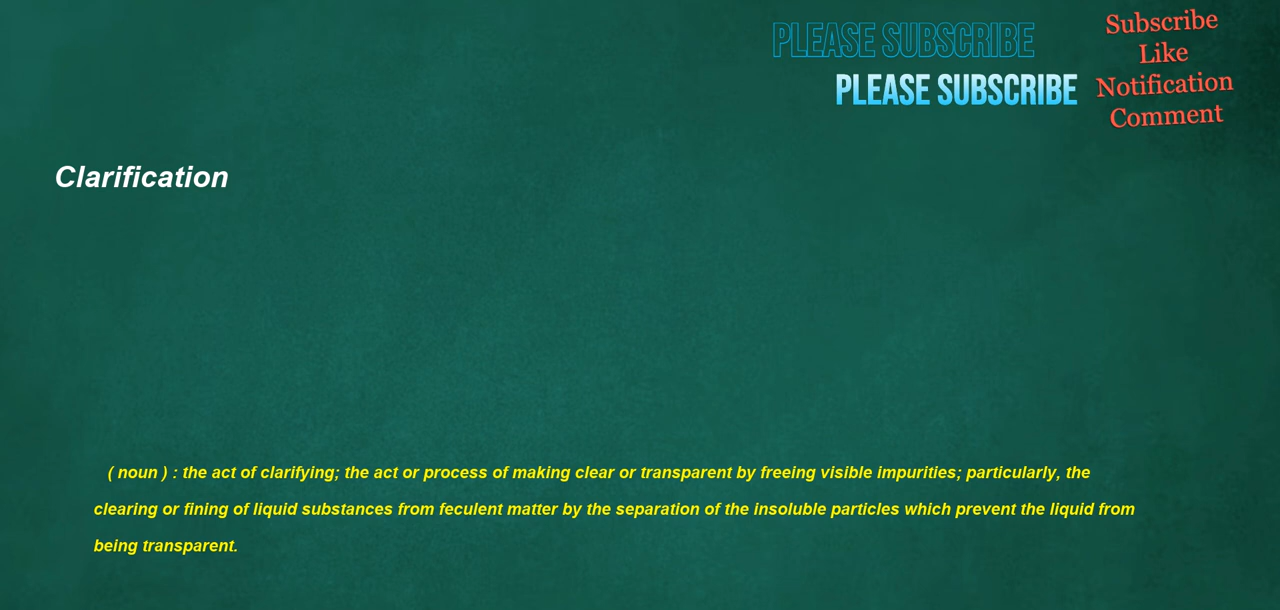 PLEASE SUBSCRIBE
PLEASE SUBSCRIBE
Subscribe
Like
Notification
Comment
Clarification
( noun ) : the act of clarifying; the act or process of making clear or transparent by freeing visible impurities; particularly, the
clearing or fining of liquid substances from feculent matter by the separation of the insoluble particles which prevent the liquid from
being transparent.